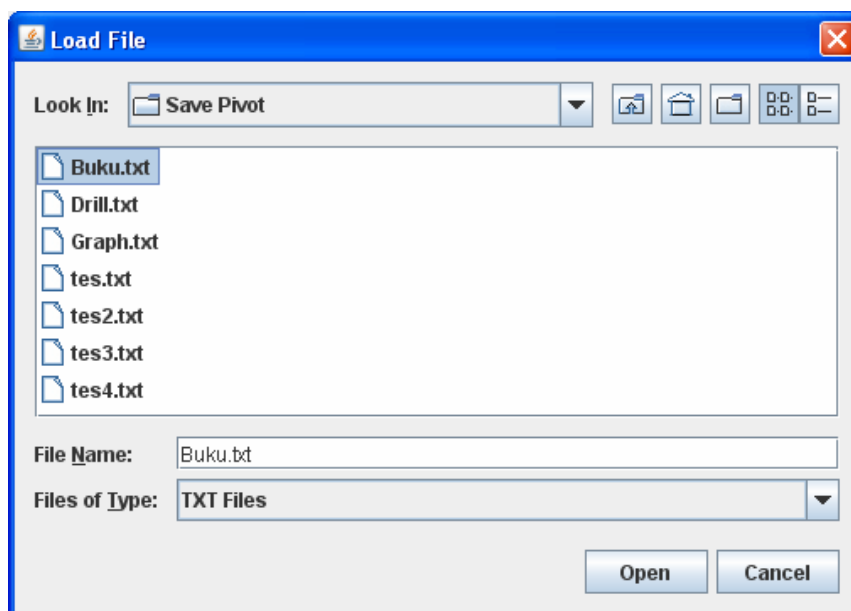 Load File
Look In: Save Pivot
Buku.txt
Drill.txt
Graph.txt
tes.txt
tes2.txt
tes3.txt
tes4.txt
File Name: Buku.txt
Files of Type: TXT Files
Open Cancel